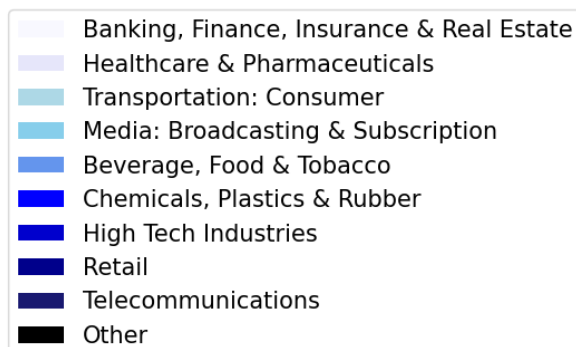 Banking, Finance, Insurance & Real Estate
Healthcare & Pharmaceuticals
Transportation: Consumer
Media: Broadcasting & Subscription
Beverage, Food & Tobacco
Chemicals, Plastics & Rubber
High Tech Industries
Retail
Telecommunications
Other